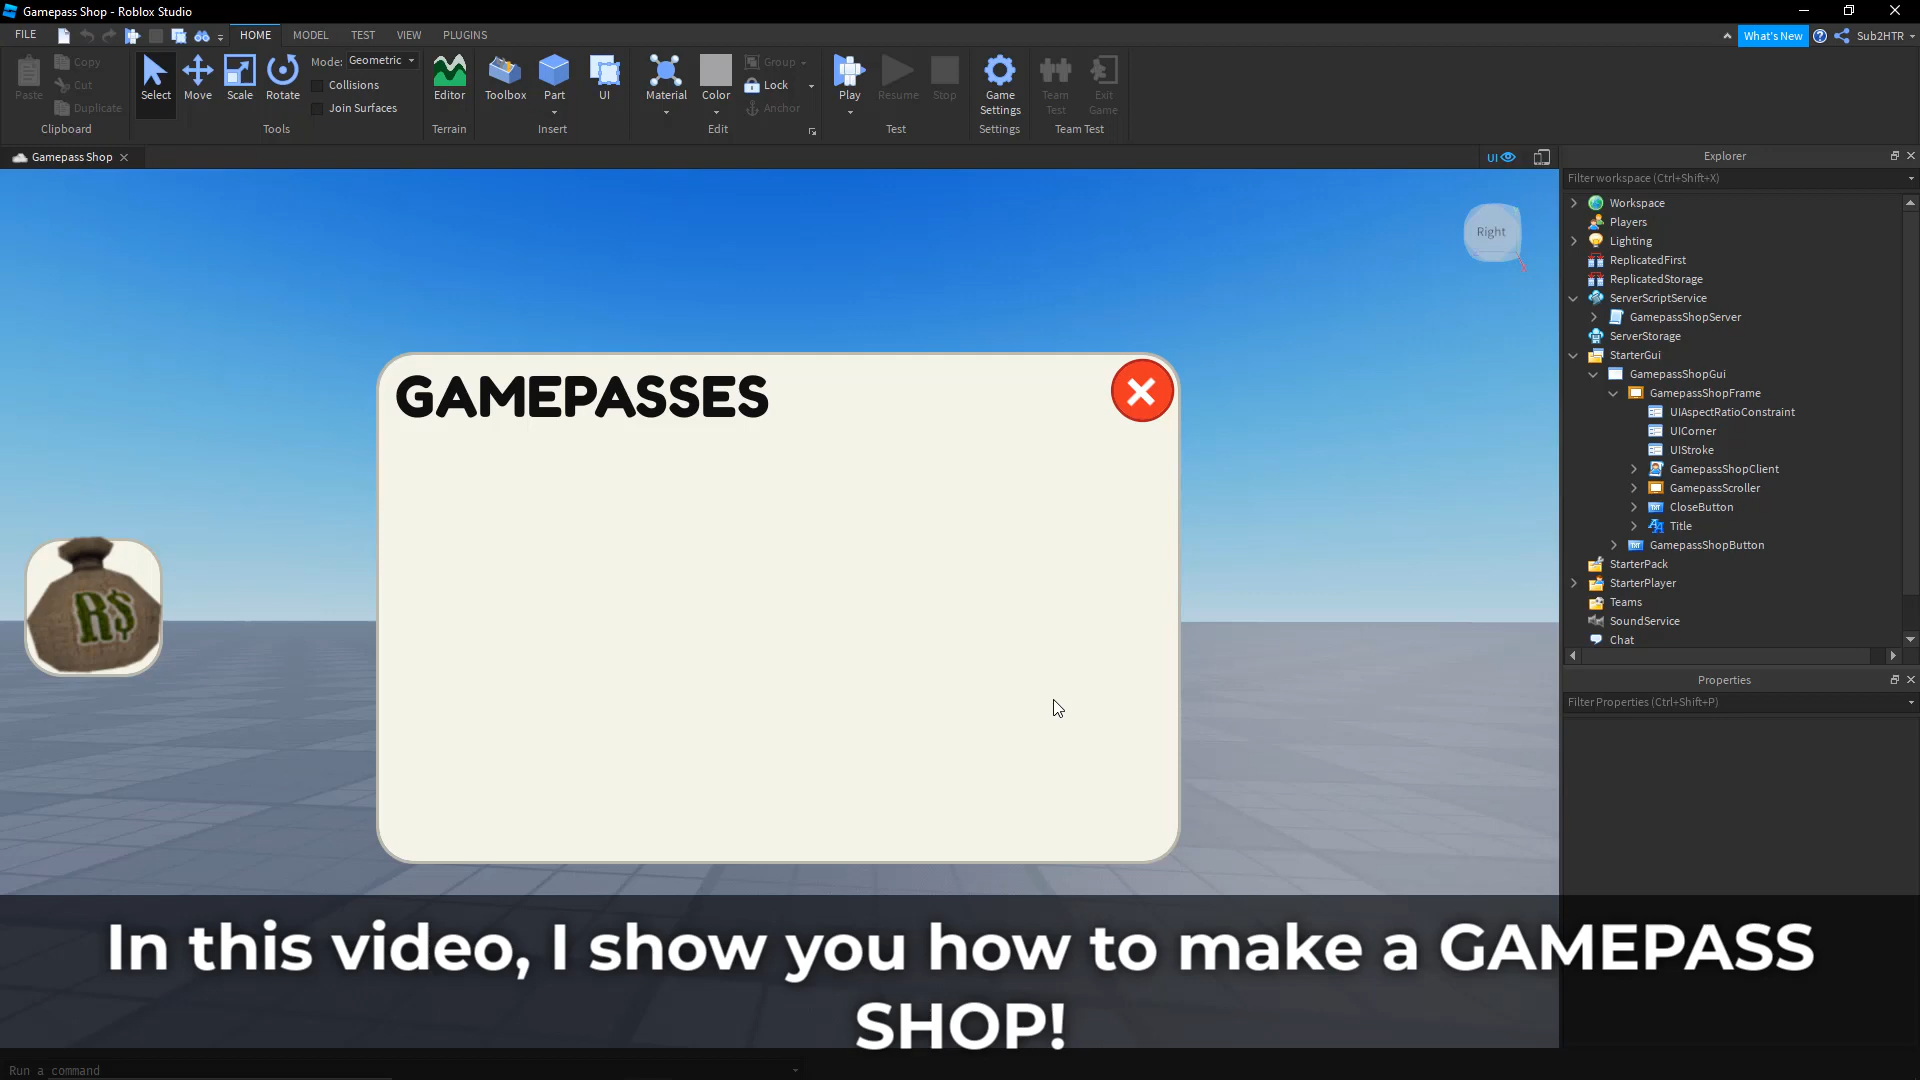 Gamepass Shop - Roblox Studio
FILE HOME MODEL TEST VIEW PLUGINS What's New Sub2HTR
Paste Copy Cut Duplicate
Clipboard
Select Move Scale Rotate
Mode: Geometric
Collisions
Join Surfaces
Tools
Editor
Terrain
Toolbox Part UI
Insert
Material Color Group Lock Anchor
Edit
Play Resume Stop
Test
Game Settings
Settings
Team Test Exit Game
Team Test
Gamepass Shop
UI
Right
GAMEPASSES
R$
Explorer
Filter workspace (Ctrl+Shift+X)
Workspace
Players
Lighting
ReplicatedFirst
ReplicatedStorage
ServerScriptService
GamepassShopServer
ServerStorage
StarterGui
GamepassShopGui
GamepassShopFrame
UIAspectRatioConstraint
UICorner
UIStroke
GamepassShopClient
GamepassScroller
CloseButton
Title
GamepassShopButton
StarterPack
StarterPlayer
Teams
SoundService
Chat
Properties
Filter Properties (Ctrl+Shift+P)
In this video, I show you how to make a GAMEPASS
SHOP!
Run a command